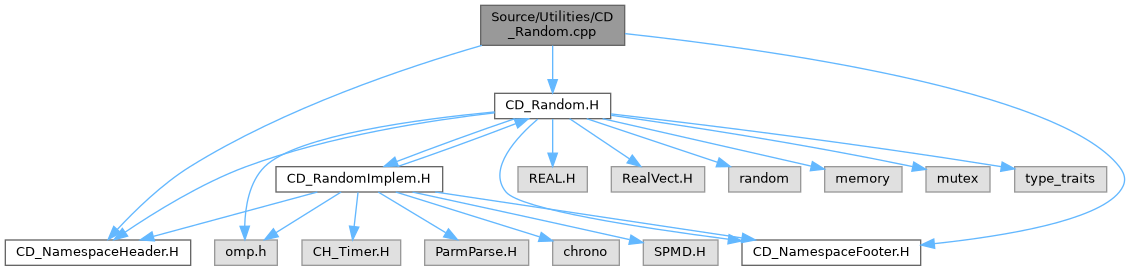 Source/Utilities/CD
_Random.cpp
CD_Random.H
CD_RandomImplem.H
REAL.H
RealVect.H
random
memory
mutex
type_traits
CD_NamespaceHeader.H
omp.h
CH_Timer.H
ParmParse.H
chrono
SPMD.H
CD_NamespaceFooter.H